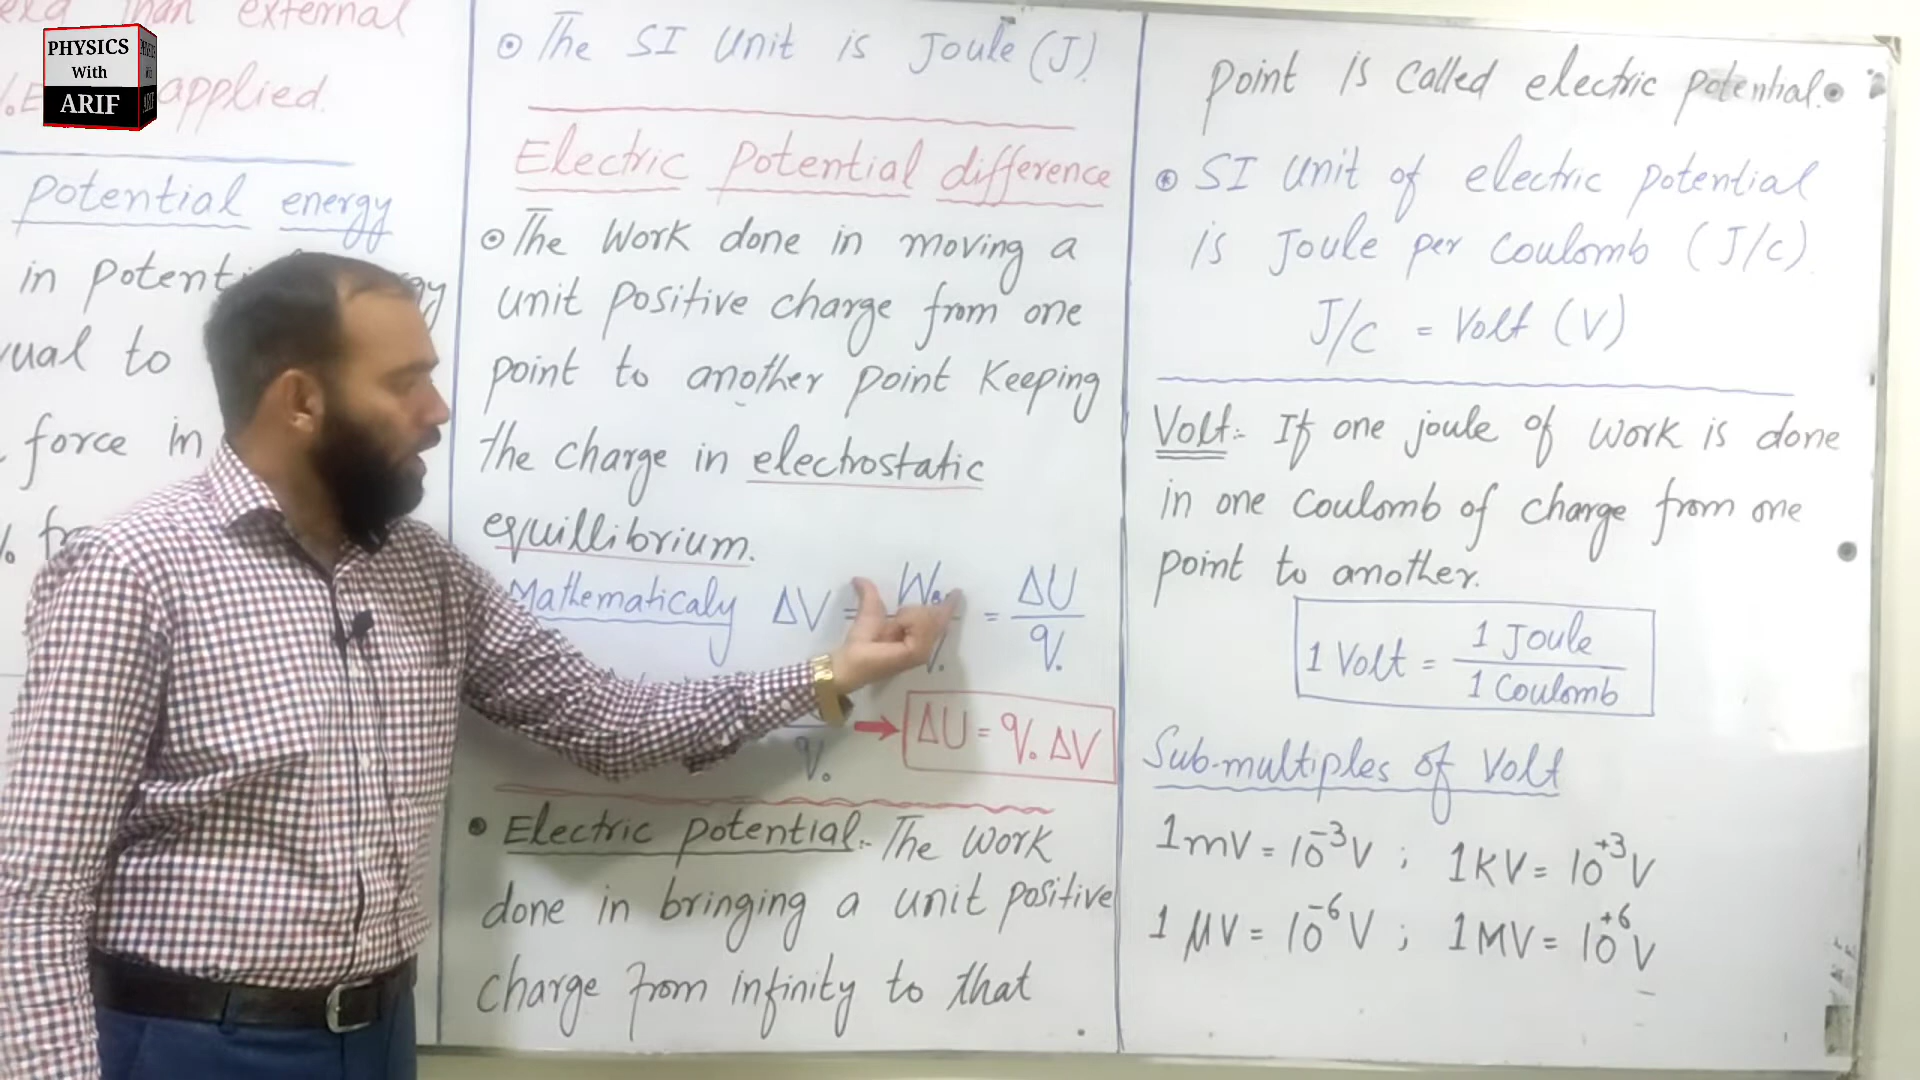 PHYSICS
With
ARIF
than external
applied.
potential energy
in potent
ual to
force in
The SI Unit is Joule (J).
Electric potential difference
The Work done in moving a
unit positive charge from one
point to another point Keeping
the charge in electrostatic
equillibrium.
Mathematicaly ΔV = W = ΔU
q.
q.
ΔU = q. ΔV
Electric potential:- The Work
done in bringing a unit positive
charge from infinity to that
point is called electric potential.
SI Unit of electric potential
is Joule per Coulomb (J/C).
J/C = Volt (V)
Volt:- If one joule of Work is done
in one Coulomb of charge from one
point to another.
1 Volt = 1 Joule
1 Coulomb
Sub-multiples of Volt
1mV = 10⁻³V ; 1KV = 10⁺³V
1 μV = 10⁻⁶V ; 1MV = 10⁺⁶V